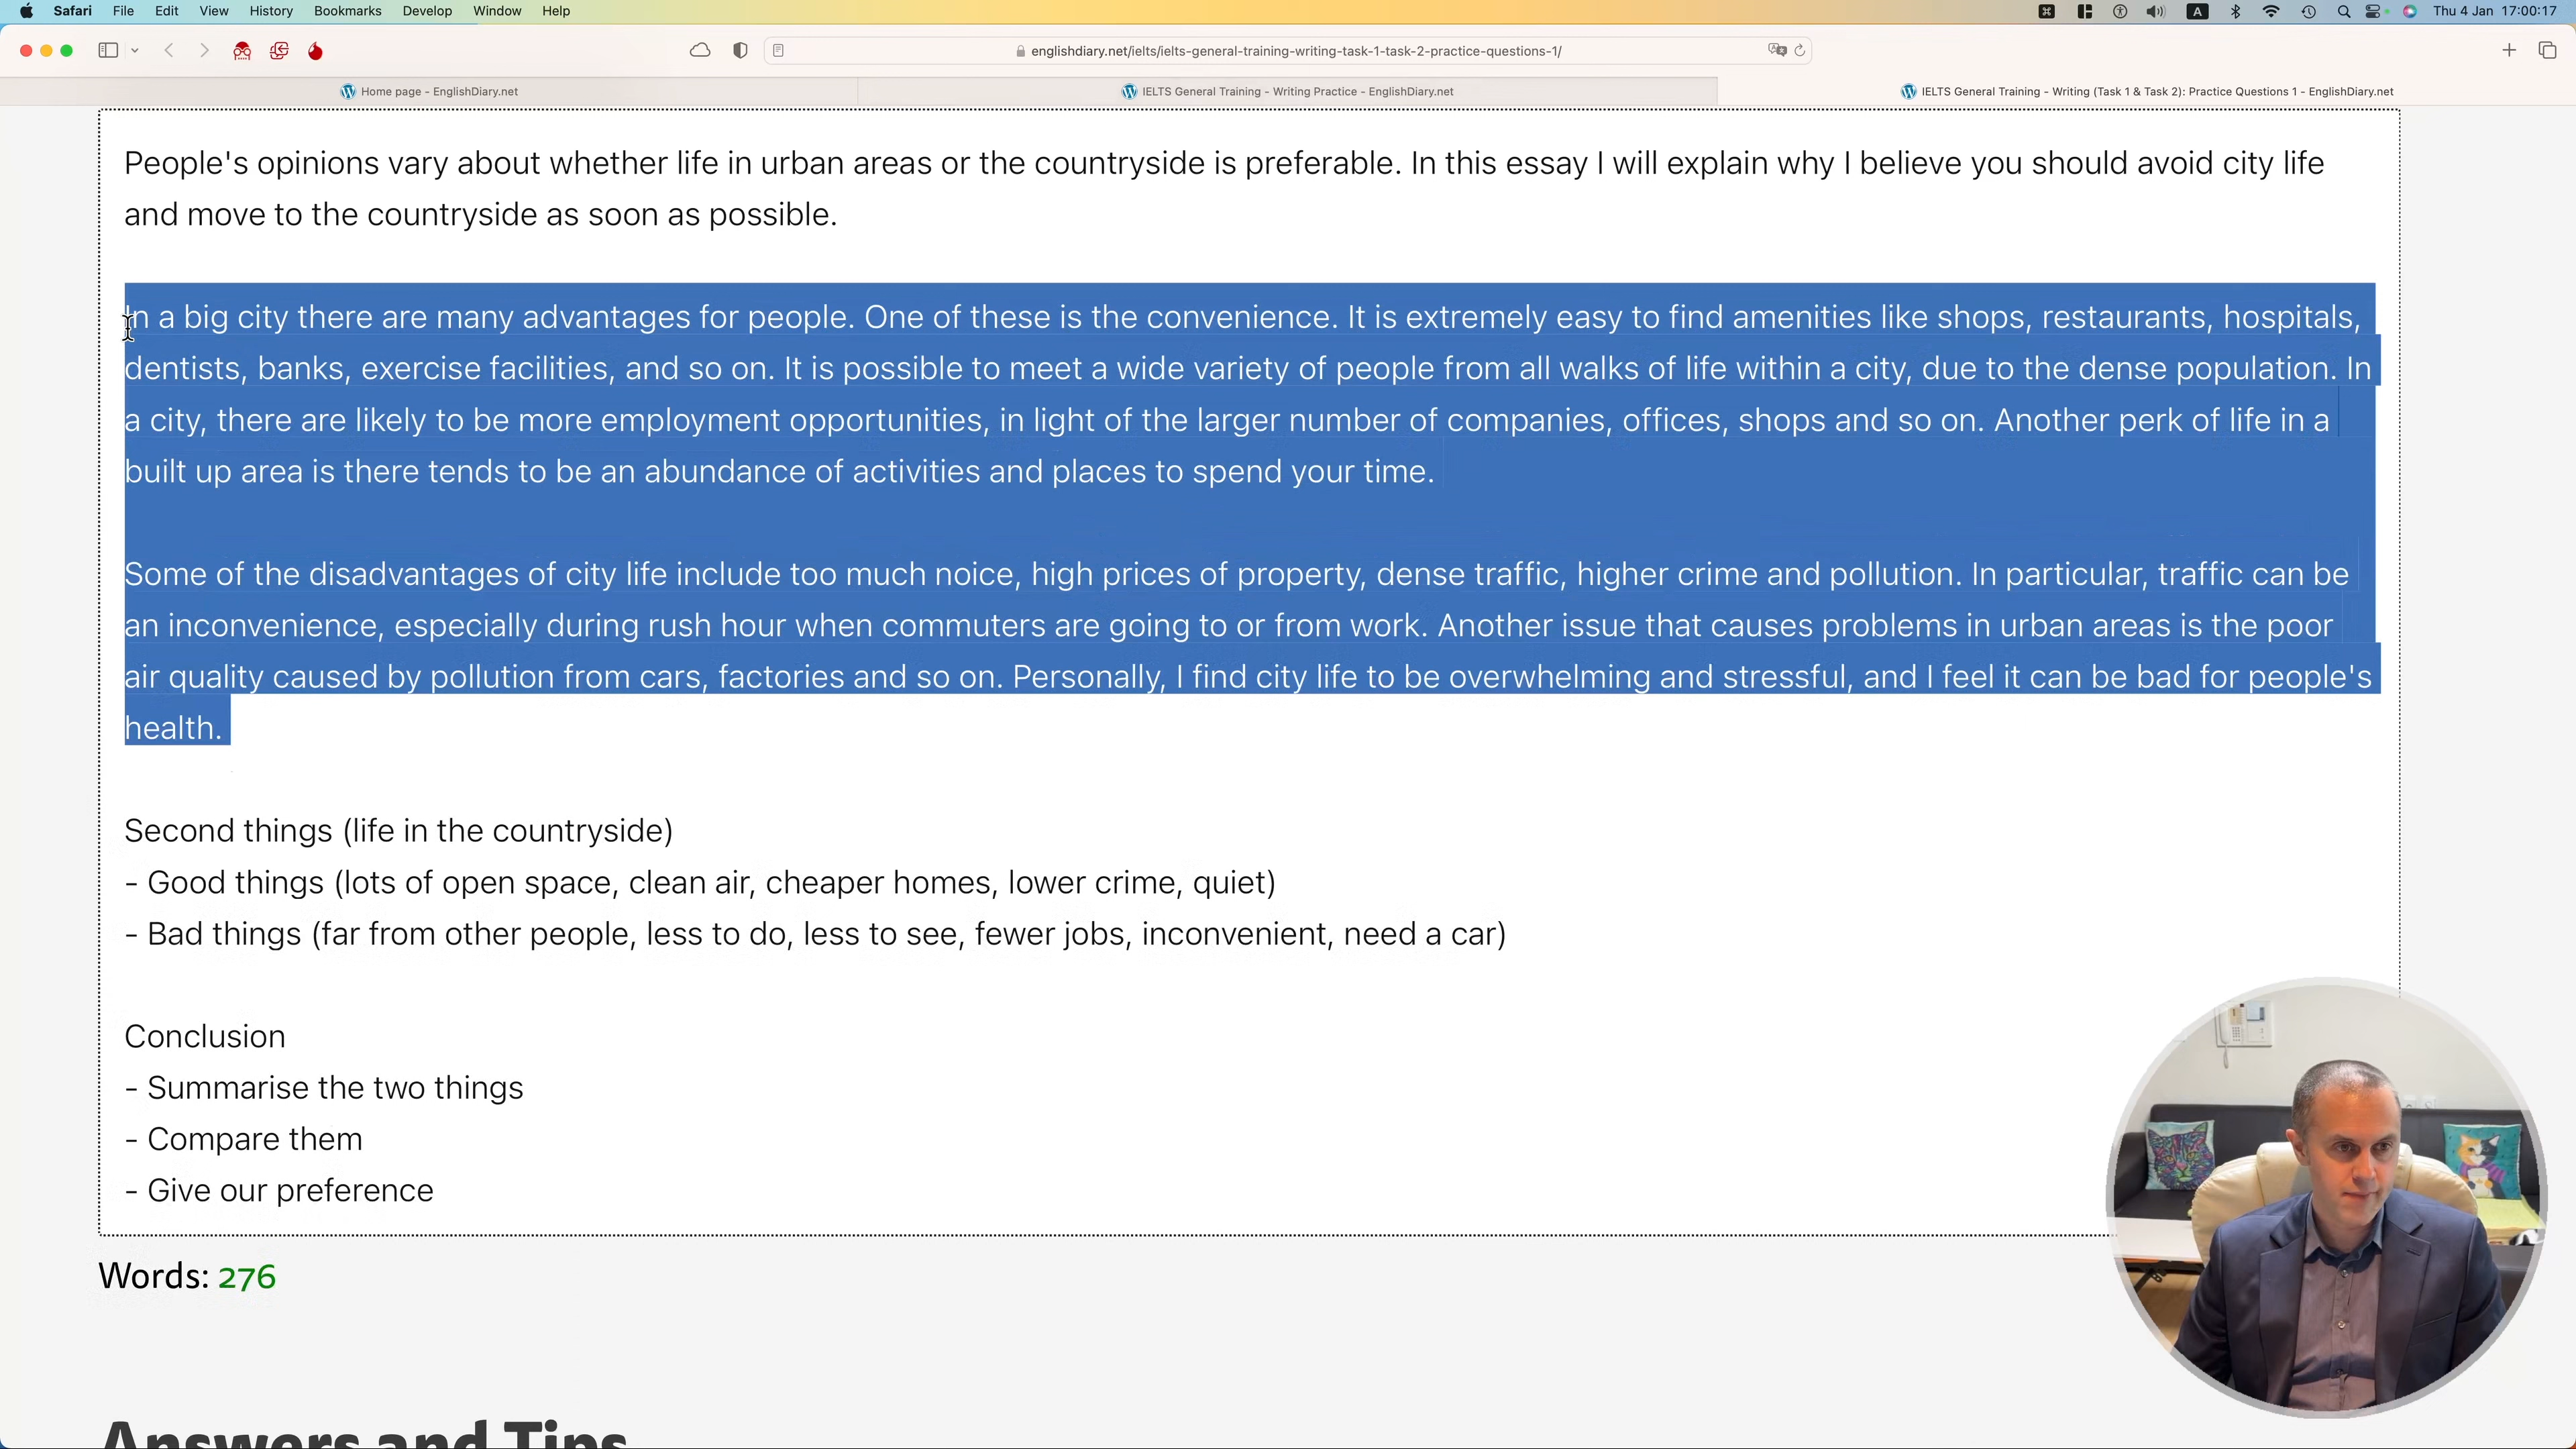 Safari File Edit View History Bookmarks Develop Window Help
A
Thu 4 Jan 17:00:17
englishdiary.net/ielts/ielts-general-training-writing-task-1-task-2-practice-questions-1/
Home page - EnglishDiary.net
IELTS General Training - Writing Practice - EnglishDiary.net
IELTS General Training - Writing (Task 1 & Task 2): Practice Questions 1 - EnglishDiary.net
People's opinions vary about whether life in urban areas or the countryside is preferable. In this essay I will explain why I believe you should avoid city life
and move to the countryside as soon as possible.
In a big city there are many advantages for people. One of these is the convenience. It is extremely easy to find amenities like shops, restaurants, hospitals,
dentists, banks, exercise facilities, and so on. It is possible to meet a wide variety of people from all walks of life within a city, due to the dense population. In
a city, there are likely to be more employment opportunities, in light of the larger number of companies, offices, shops and so on. Another perk of life in a
built up area is there tends to be an abundance of activities and places to spend your time.
Some of the disadvantages of city life include too much noice, high prices of property, dense traffic, higher crime and pollution. In particular, traffic can be
an inconvenience, especially during rush hour when commuters are going to or from work. Another issue that causes problems in urban areas is the poor
air quality caused by pollution from cars, factories and so on. Personally, I find city life to be overwhelming and stressful, and I feel it can be bad for people's
health.
Second things (life in the countryside)
- Good things (lots of open space, clean air, cheaper homes, lower crime, quiet)
- Bad things (far from other people, less to do, less to see, fewer jobs, inconvenient, need a car)
Conclusion
- Summarise the two things
- Compare them
- Give our preference
Words: 276
Answers and Tips